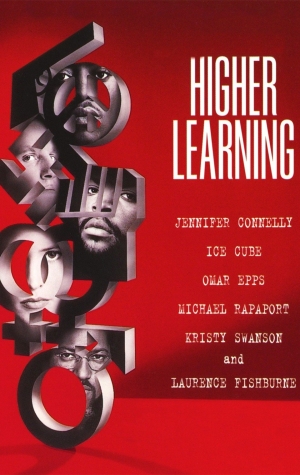 HIGHER
LEARNING
JENNIFER CONNELLY
ICE CUBE
OMAR EPPS
MICHAEL RAPAPORT
KRISTY SWANSON
and
LAURENCE FISHBURNE